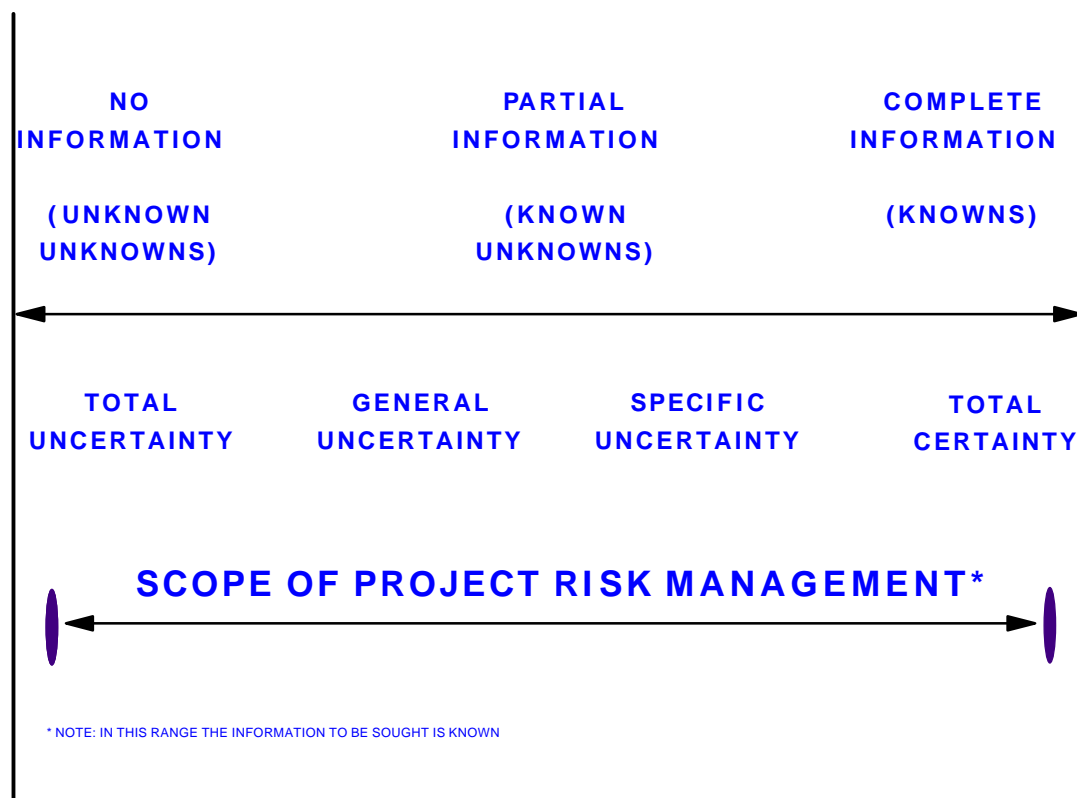 NO
INFORMATION
(UNKNOWN
UNKNOWNS)
PARTIAL
INFORMATION
(KNOWN
UNKNOWNS)
COMPLETE
INFORMATION
(KNOWNS)
TOTAL
UNCERTAINTY
GENERAL
UNCERTAINTY
SPECIFIC
UNCERTAINTY
TOTAL
CERTAINTY
SCOPE OF PROJECT RISK MANAGEMENT*
* NOTE: IN THIS RANGE THE INFORMATION TO BE SOUGHT IS KNOWN